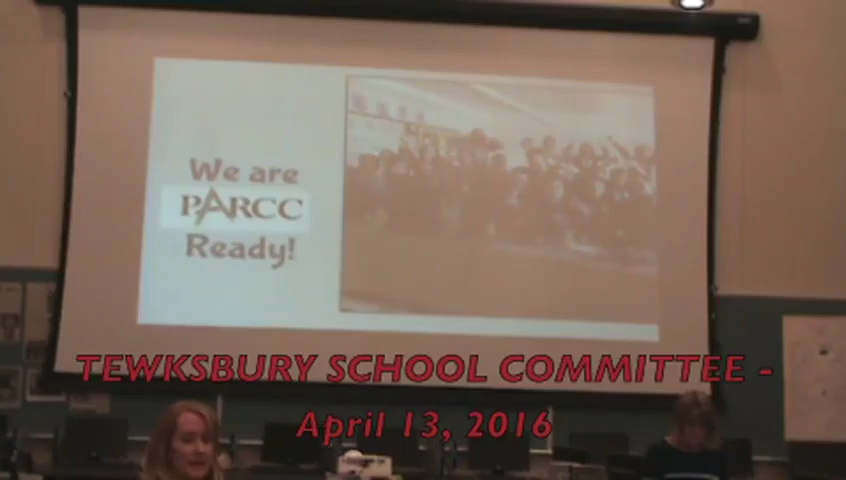 We are
PARCC
Ready!
TEWKSBURY SCHOOL COMMITTEE -
April 13, 2016